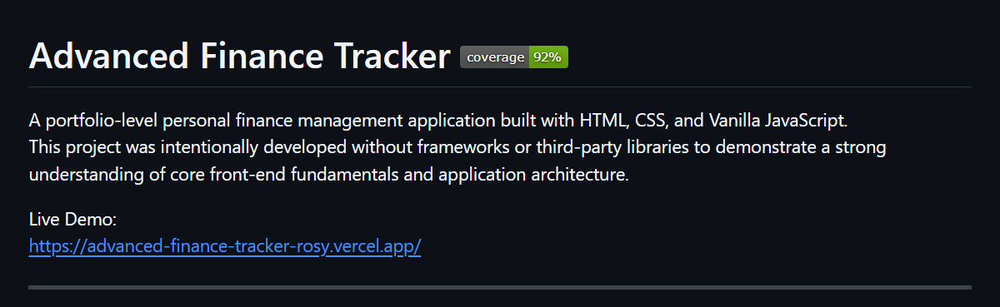 Advanced Finance Tracker coverage 92%
A portfolio-level personal finance management application built with HTML, CSS, and Vanilla JavaScript.
This project was intentionally developed without frameworks or third-party libraries to demonstrate a strong
understanding of core front-end fundamentals and application architecture.
Live Demo:
https://advanced-finance-tracker-rosy.vercel.app/